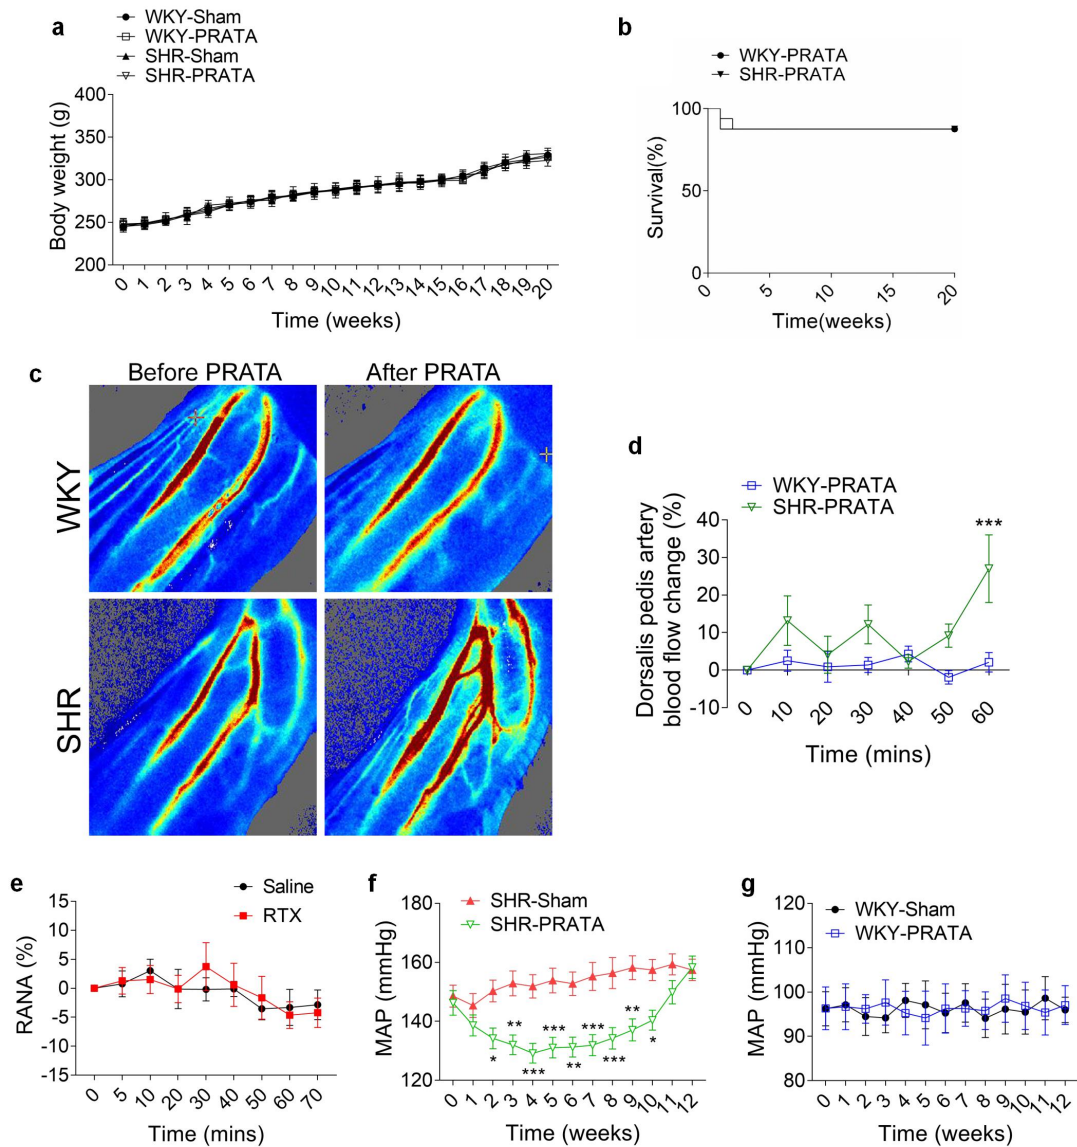 a
WKY-Sham
WKY-PRATA
SHR-Sham
SHR-PRATA
400
350
300
250
200
Body weight (g)
0 1 2 3 4 5 6 7 8 9 10 11 12 13 14 15 16 17 18 19 20
Time (weeks)
b
WKY-PRATA
SHR-PRATA
100
50
0
Survival(%)
0 5 10 15 20
Time(weeks)
c
Before PRATA After PRATA
WKY
SHR
d
WKY-PRATA
SHR-PRATA
40
30
20
10
0
-10
Dorsalis pedis artery
blood flow change (%)
***
0 10 20 30 40 50 60
Time (mins)
e
Saline
RTX
15
10
5
0
-5
-10
-15
RANA (%)
0 5 10 20 30 40 50 60 70
Time (mins)
f
SHR-Sham
SHR-PRATA
180
160
140
120
MAP (mmHg)
* ** *** *** ** *** *** ** *
0 1 2 3 4 5 6 7 8 9 10 11 12
Time (weeks)
g
WKY-Sham
WKY-PRATA
120
110
100
90
80
MAP (mmHg)
0 1 2 3 4 5 6 7 8 9 10 11 12
Time (weeks)